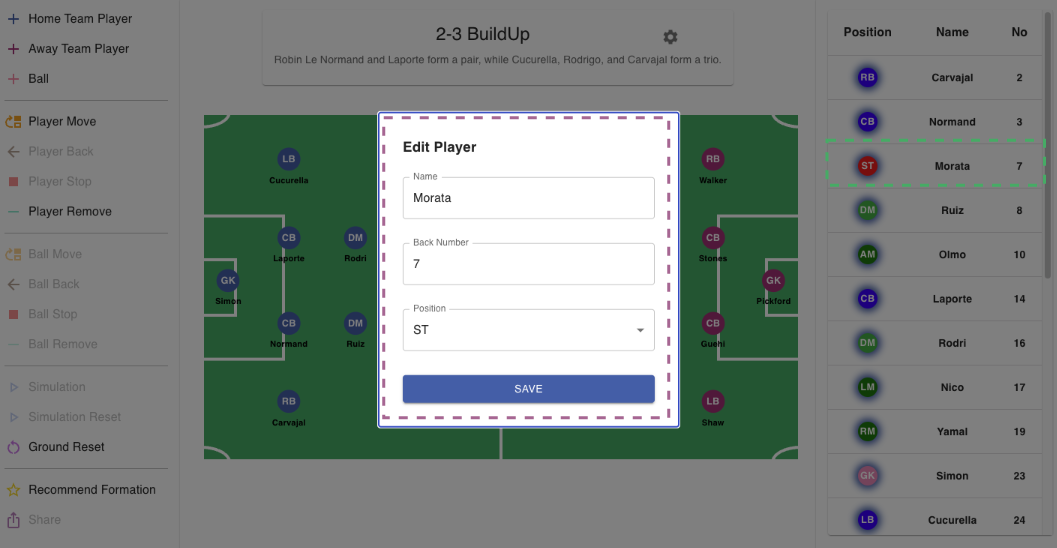 Home Team Player
Away Team Player
Ball
Player Move
Player Back
Player Stop
Player Remove
Ball Move
Ball Back
Ball Stop
Ball Remove
Simulation
Simulation Reset
Ground Reset
Recommend Formation
Share
2-3 BuildUp
Robin Le Normand and Laporte form a pair, while Cucurella, Rodrigo, and Carvajal form a trio.
LB
Cucurella
CB
Laporte
DM
Rodri
GK
Simon
CB
Normand
DM
Ruiz
RB
Carvajal
Edit Player
Name
Morata
Back Number
7
Position
ST
SAVE
RB
Walker
CB
Stones
GK
Pickford
CB
Guehi
LB
Shaw
Position Name No
RB Carvajal 2
CB Normand 3
ST Morata 7
DM Ruiz 8
AM Olmo 10
CB Laporte 14
DM Rodri 16
LM Nico 17
RM Yamal 19
GK Simon 23
LB Cucurella 24